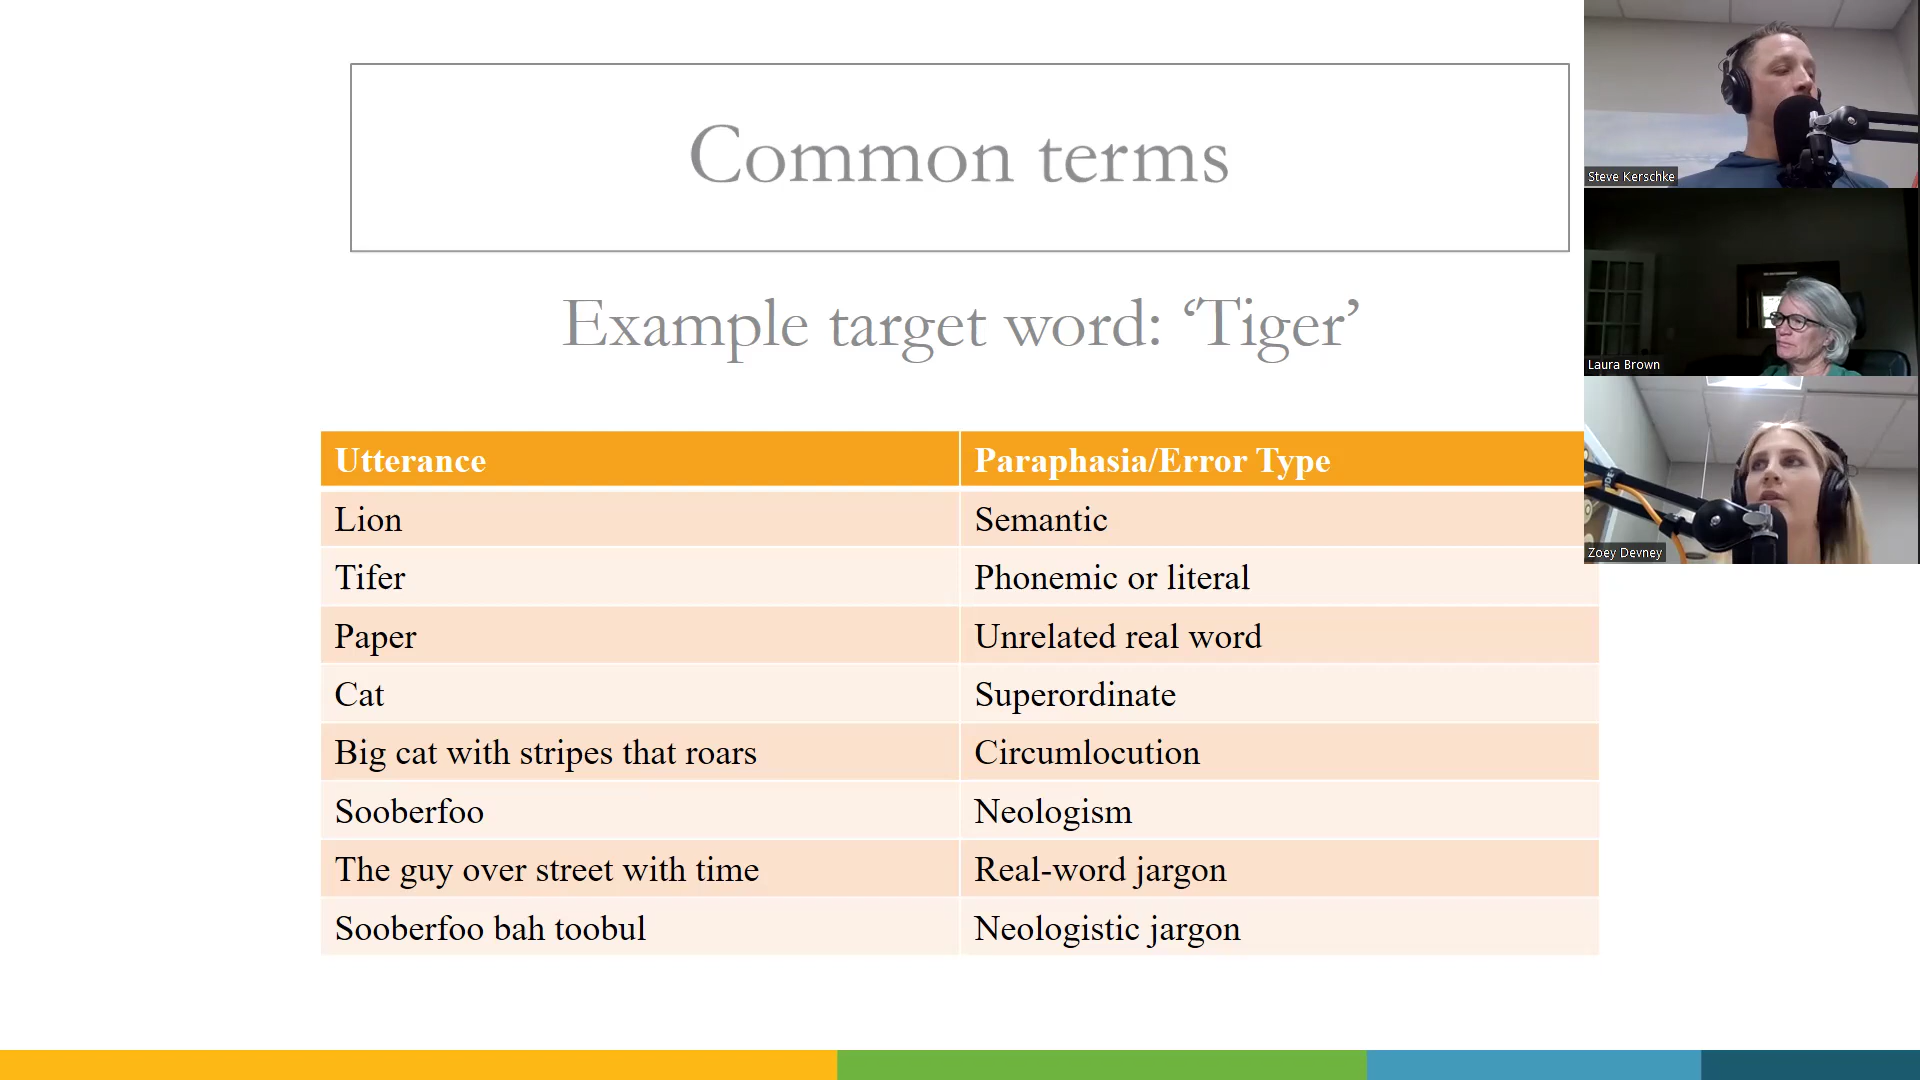 Common terms
Example target word: ‘Tiger’
Utterance Paraphasia/Error Type
Lion Semantic
Tifer Phonemic or literal
Paper Unrelated real word
Cat Superordinate
Big cat with stripes that roars Circumlocution
Sooberfoo Neologism
The guy over street with time Real-word jargon
Sooberfoo bah toobul Neologistic jargon
Steve Kerschke
Laura Brown
Zoey Devney